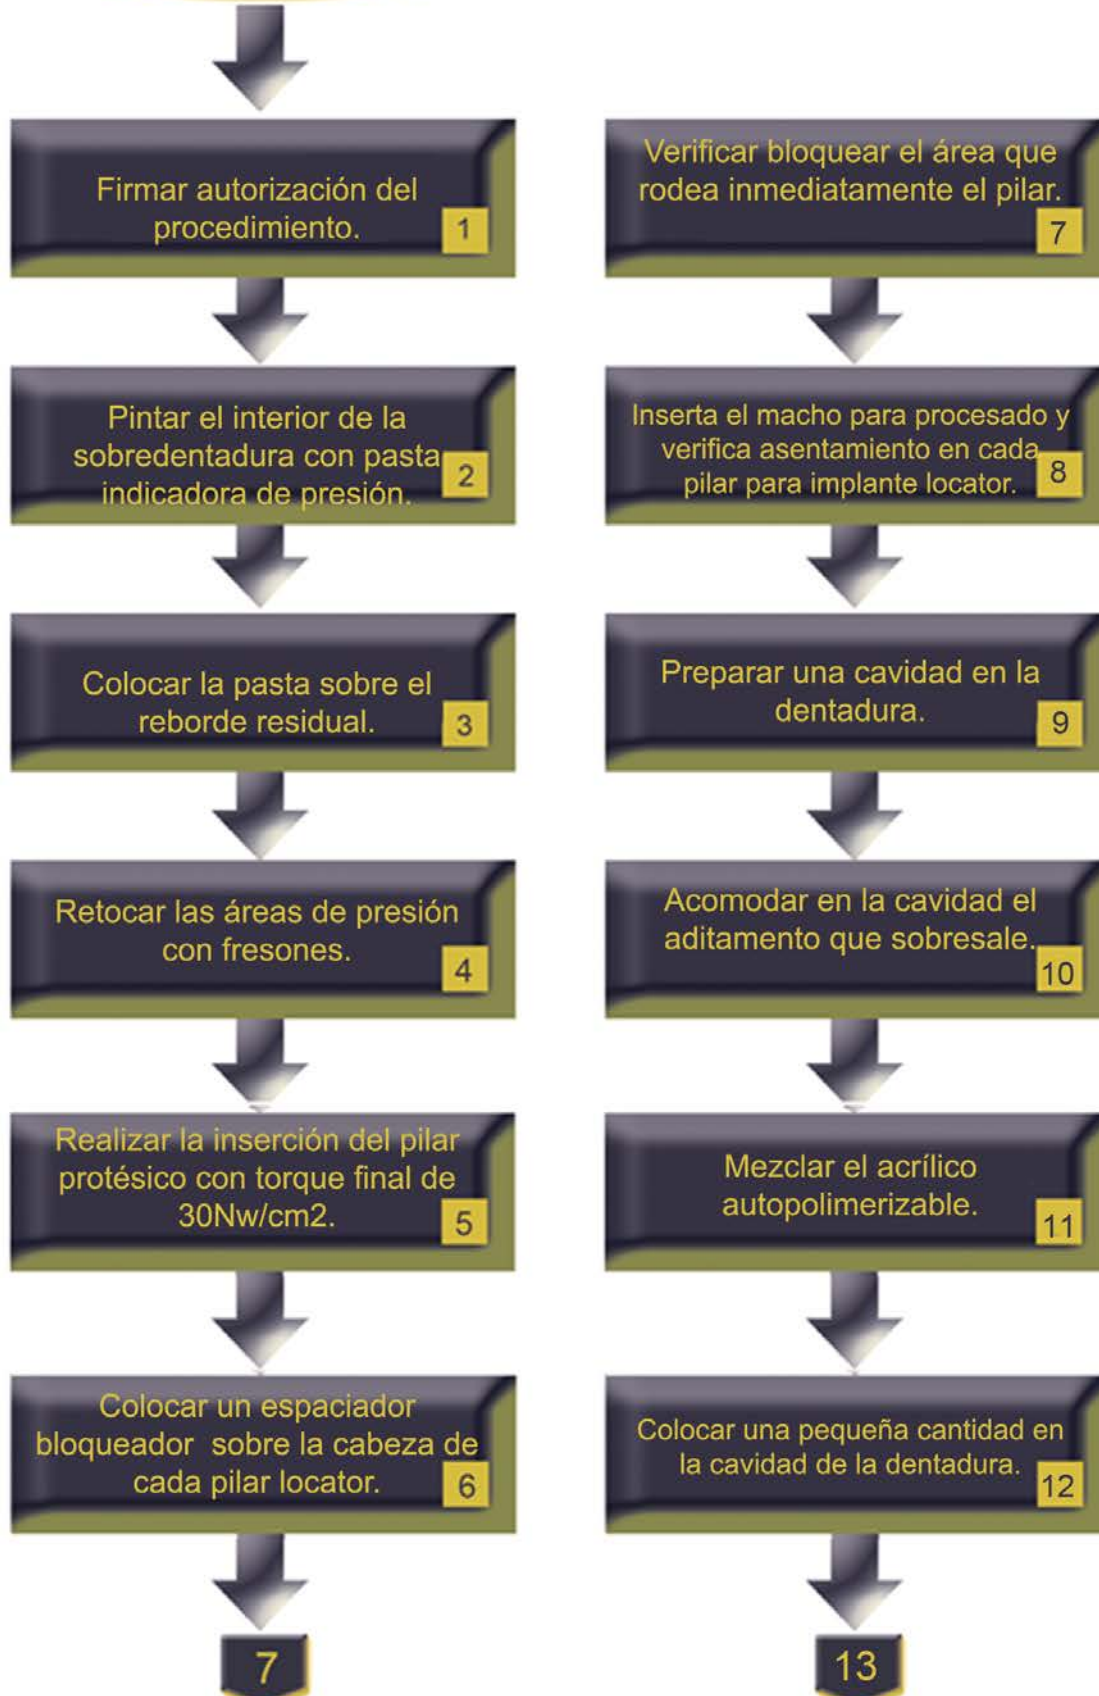 Firmar autorización del
procedimiento.
1
Pintar el interior de la
sobredentadura con pasta
indicadora de presión.
2
Colocar la pasta sobre el
reborde residual.
3
Retocar las áreas de presión
con fresones.
4
Realizar la inserción del pilar
protésico con torque final de
30Nw/cm2.
5
Colocar un espaciador
bloqueador sobre la cabeza de
cada pilar locator.
6
7
Verificar bloquear el área que
rodea inmediatamente el pilar.
7
Inserta el macho para procesado y
verifica asentamiento en cada
pilar para implante locator.
8
Preparar una cavidad en la
dentadura.
9
Acomodar en la cavidad el
aditamento que sobresale.
10
Mezclar el acrílico
autopolimerizable.
11
Colocar una pequeña cantidad en
la cavidad de la dentadura.
12
13